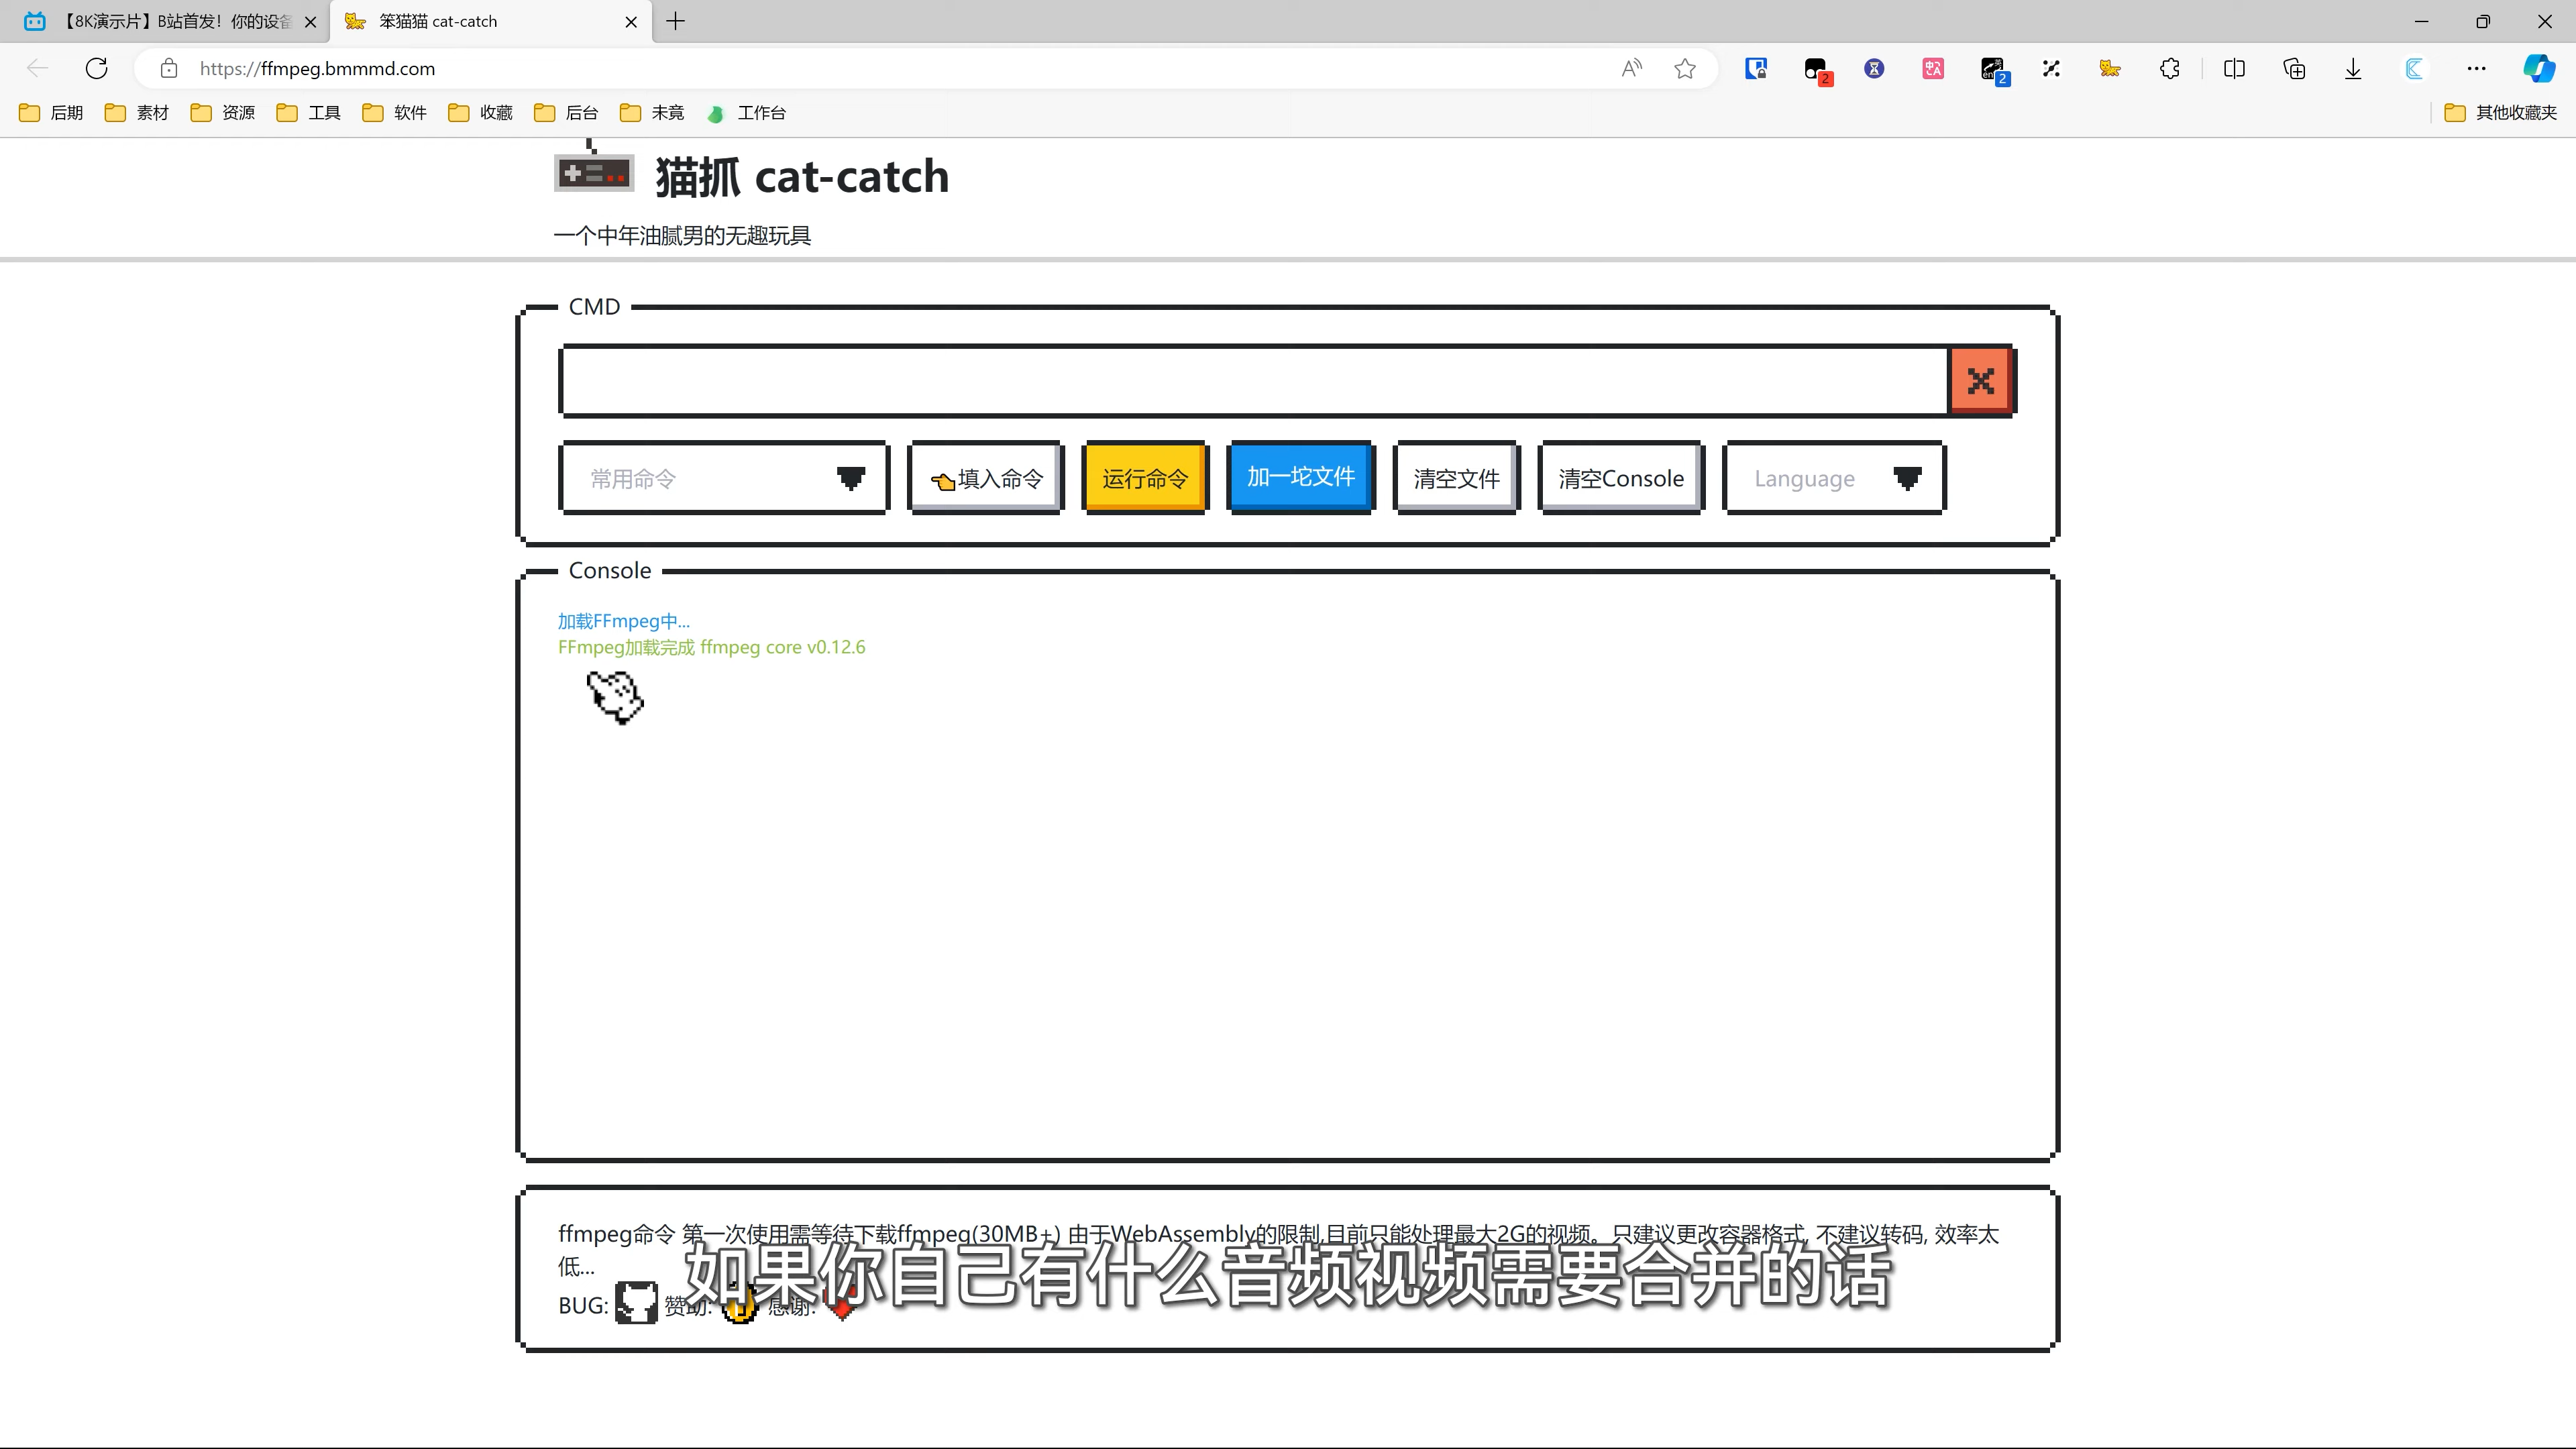 【8K演示片】B站首发！你的设备
笨猫猫 cat-catch
https://ffmpeg.bmmmd.com
后期
素材
资源
工具
软件
收藏
后台
未竟
工作台
其他收藏夹
猫抓 cat-catch
一个中年油腻男的无趣玩具
CMD
常用命令
填入命令
运行命令
加一坨文件
清空文件
清空Console
Language
Console
加载FFmpeg中...
FFmpeg加载完成 ffmpeg core v0.12.6
ffmpeg命令 第一次使用需等待下载ffmpeg(30MB+) 由于WebAssembly的限制,目前只能处理最大2G的视频。只建议更改容器格式, 不建议转码, 效率太
低...
如果你自己有什么音频视频需要合并的话
BUG: 赞助: 感谢: